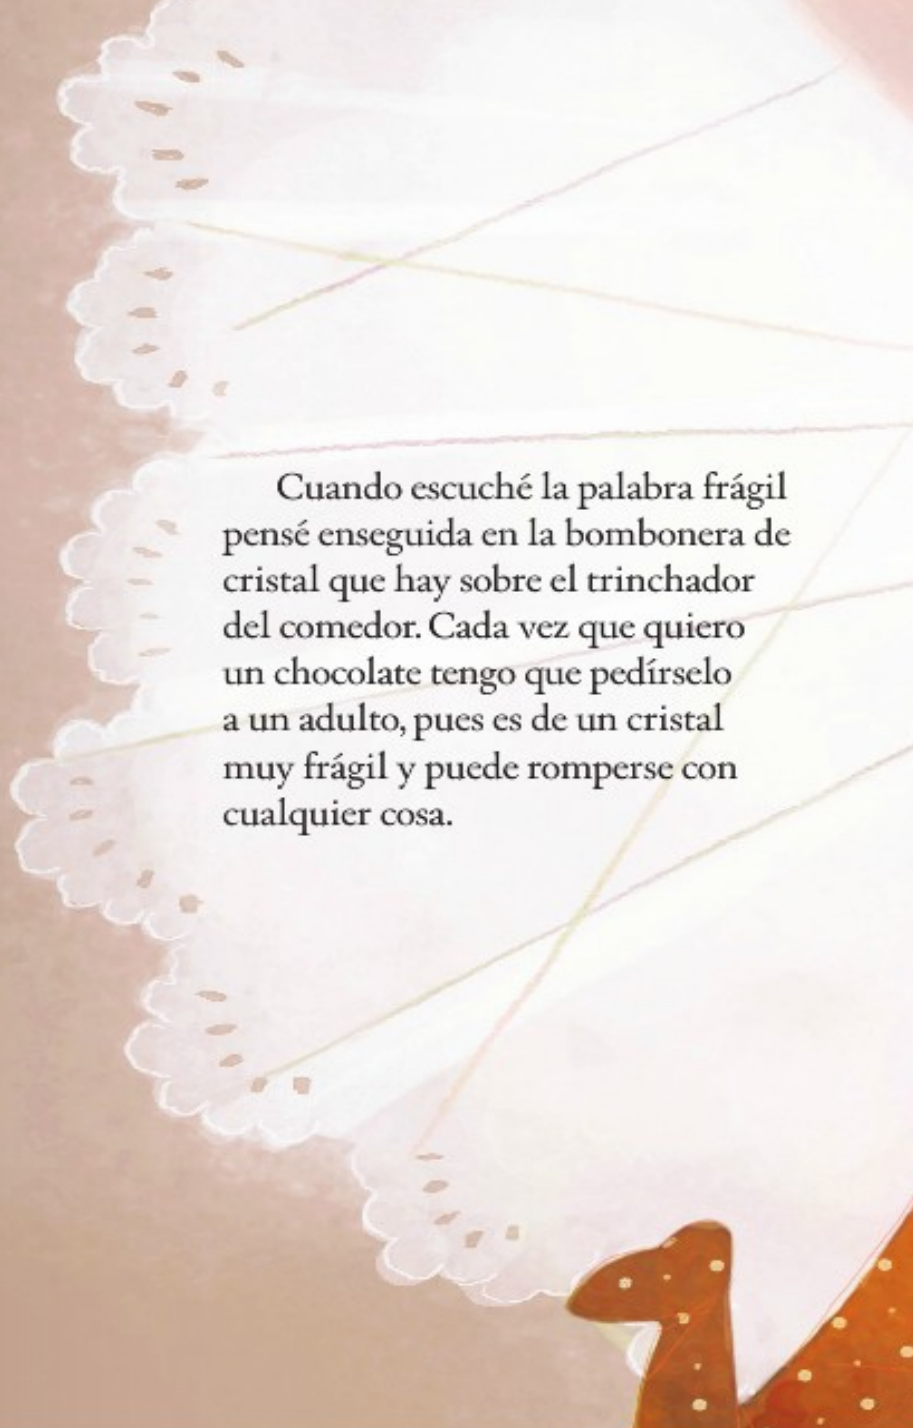 Cuando escuché la palabra frágil
pensé enseguida en la bombonera de
cristal que hay sobre el trinchador
del comedor. Cada vez que quiero
un chocolate tengo que pedírselo
a un adulto, pues es de un cristal
muy frágil y puede romperse con
cualquier cosa.